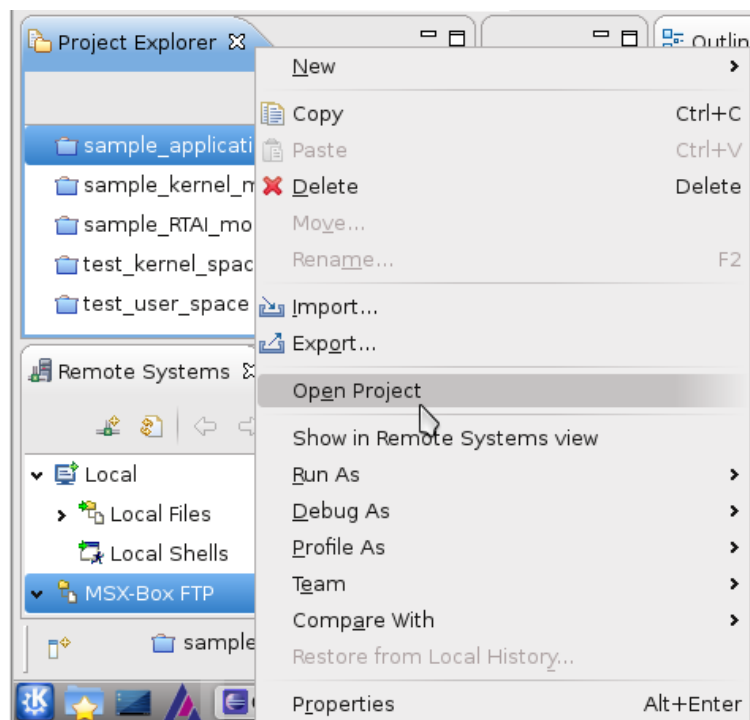 Project Explorer
Outlin
New
Copy Ctrl+C
Paste Ctrl+V
Delete Delete
Move...
Rename... F2
Import...
Export...
Open Project
Show in Remote Systems view
Run As
Debug As
Profile As
Team
Compare With
Restore from Local History...
Properties Alt+Enter
sample_applicati
sample_kernel_m
sample_RTAI_mo
test_kernel_spac
test_user_space
Remote Systems
Local
Local Files
Local Shells
MSX-Box FTP
sample